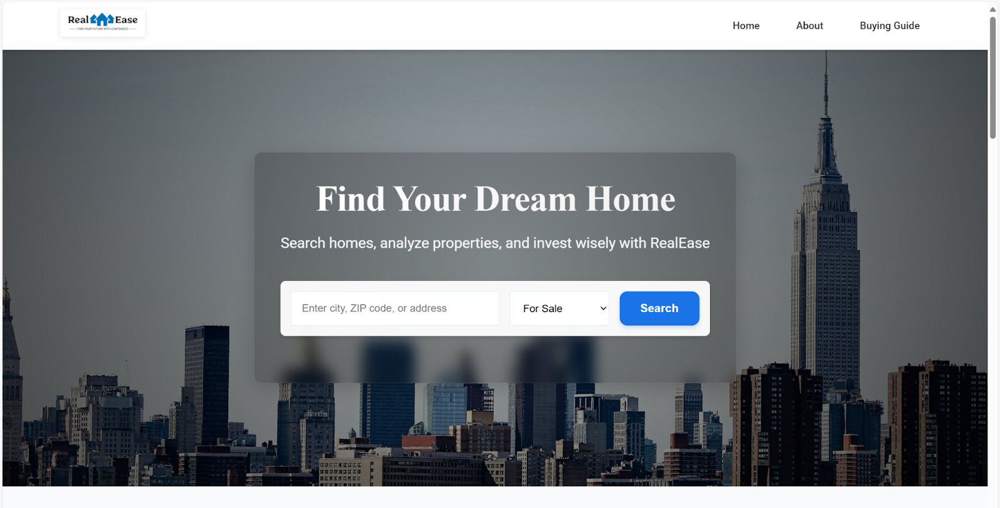 Real Ease
FIND YOUR FUTURE WITH CONFIDENCE
Home
About
Buying Guide
Find Your Dream Home
Search homes, analyze properties, and invest wisely with RealEase
Enter city, ZIP code, or address
For Sale
Search